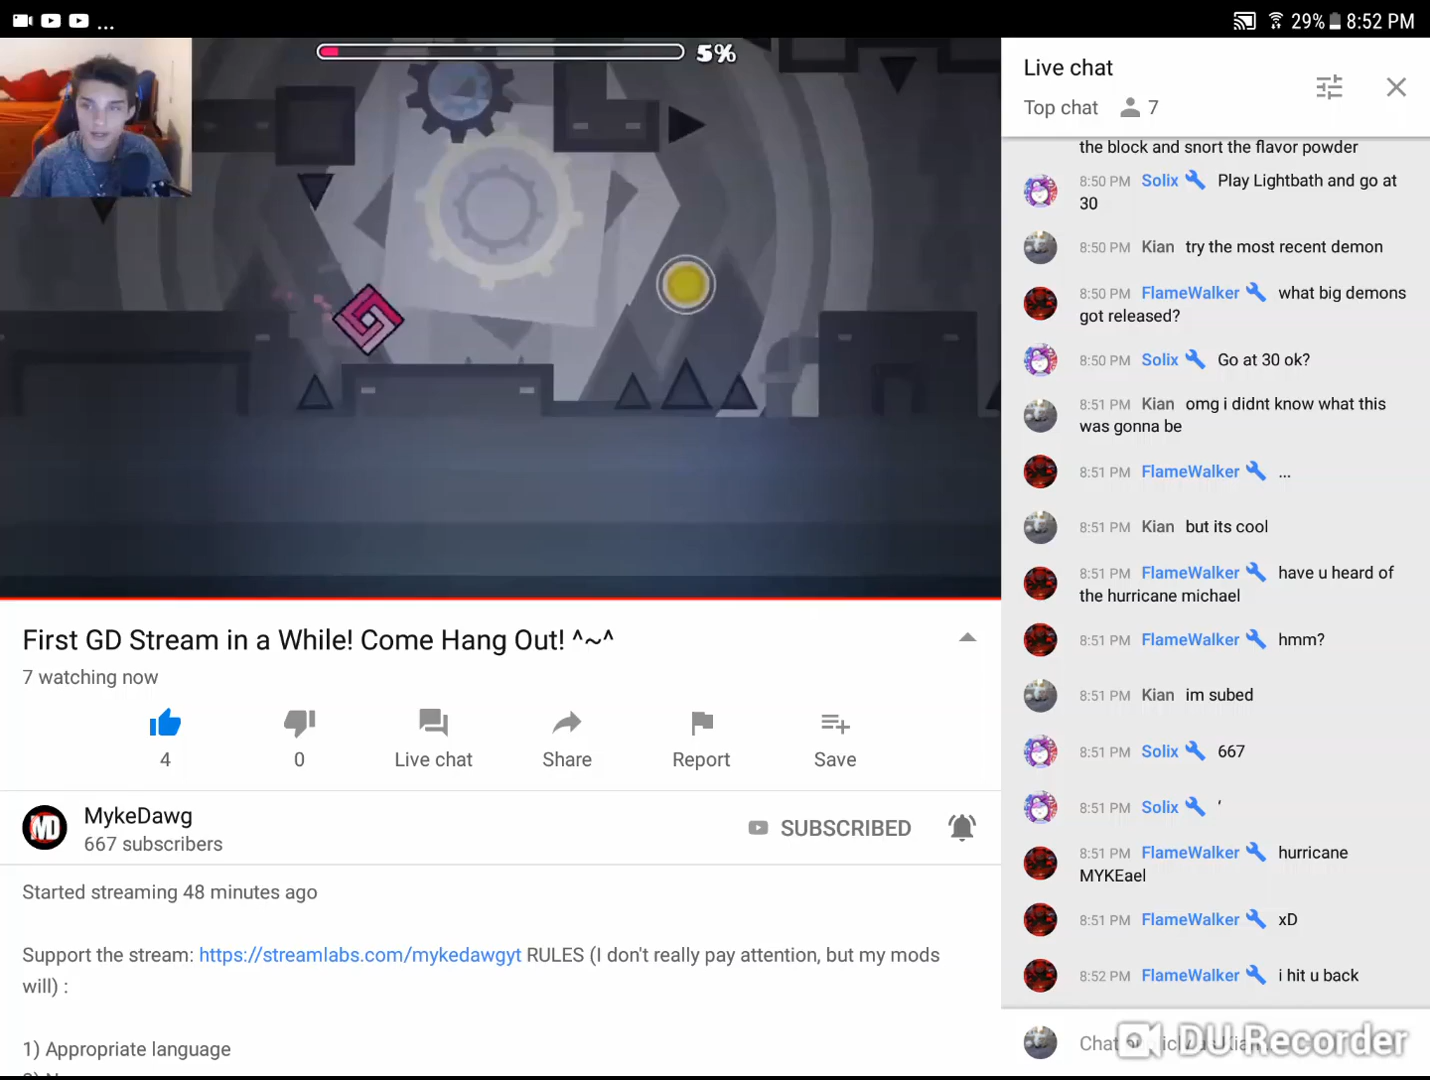 ... 29% 8:52 PM
5%
Live chat
Top chat 7
the block and snort the flavor powder
8:50 PM Solix Play Lightbath and go at
30
8:50 PM Kian try the most recent demon
8:50 PM FlameWalker what big demons
got released?
8:50 PM Solix Go at 30 ok?
8:51 PM Kian omg i didnt know what this
was gonna be
8:51 PM FlameWalker ...
8:51 PM Kian but its cool
8:51 PM FlameWalker have u heard of
the hurricane michael
8:51 PM FlameWalker hmm?
8:51 PM Kian im subed
8:51 PM Solix 667
8:51 PM Solix '
8:51 PM FlameWalker hurricane
MYKEael
8:51 PM FlameWalker xD
8:52 PM FlameWalker i hit u back
DU Recorder
First GD Stream in a While! Come Hang Out! ^~^
7 watching now
4 0 Live chat Share Report Save
MD
MykeDawg
667 subscribers
SUBSCRIBED
Started streaming 48 minutes ago
Support the stream: https://streamlabs.com/mykedawgyt RULES (I don't really pay attention, but my mods
will) :
1) Appropriate language